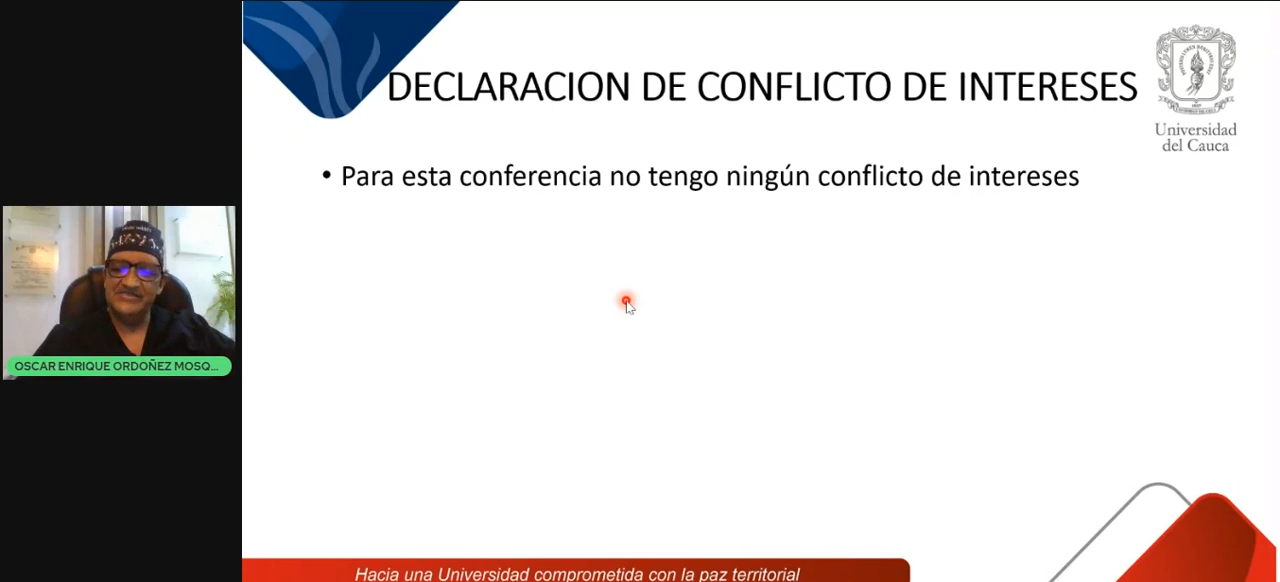 DECLARACION DE CONFLICTO DE INTERESES
Universidad
del Cauca
• Para esta conferencia no tengo ningún conflicto de intereses
OSCAR ENRIQUE ORDOÑEZ MOSQ...
Hacia una Universidad comprometida con la paz territorial